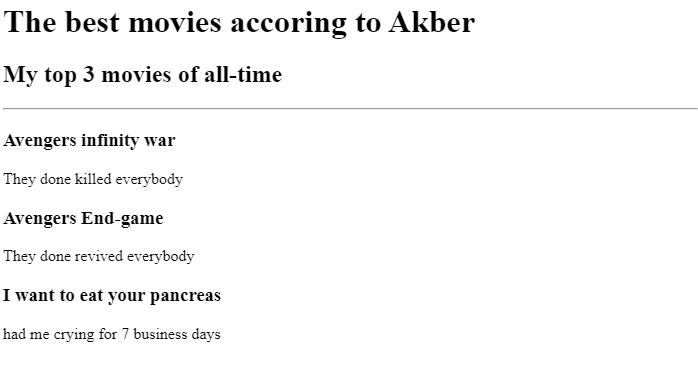 The best movies accoring to Akber
My top 3 movies of all-time
Avengers infinity war
They done killed everybody
Avengers End-game
They done revived everybody
I want to eat your pancreas
had me crying for 7 business days